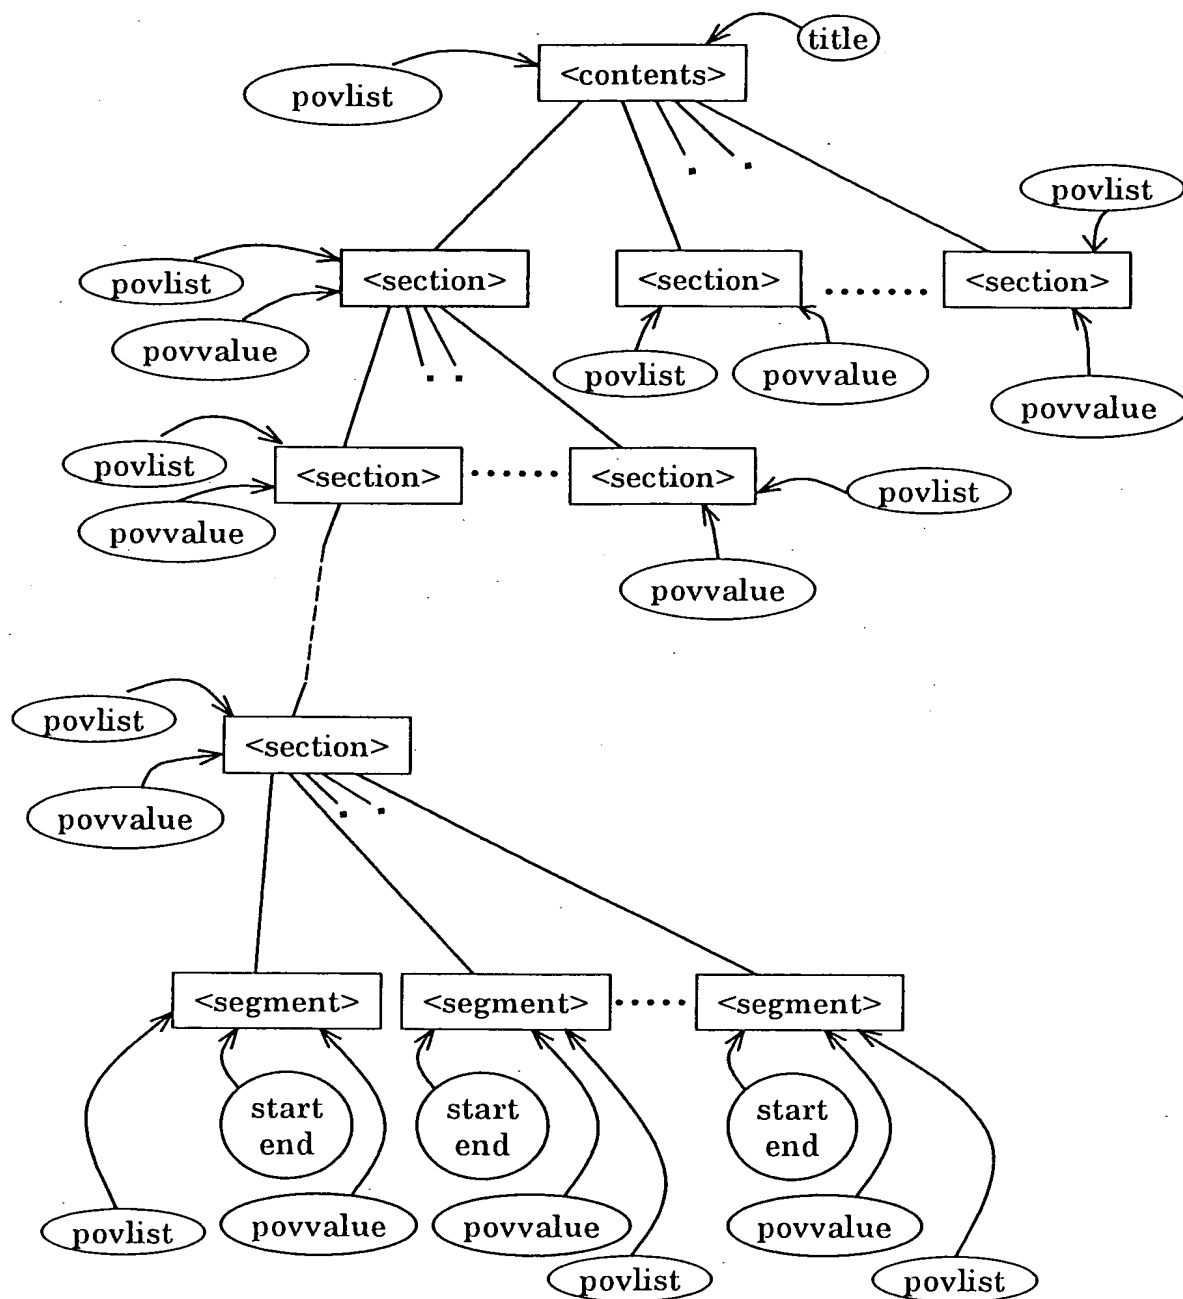 title
<contents>
povlist
povlist
<section>
<section>
<section>
povlist
povvalue
povlist
povvalue
povvalue
povlist
<section>
<section>
povlist
povvalue
povvalue
povlist
<section>
povvalue
<segment>
<segment>
<segment>
start
end
start
end
start
end
povlist
povvalue
povvalue
povvalue
povlist
povlist